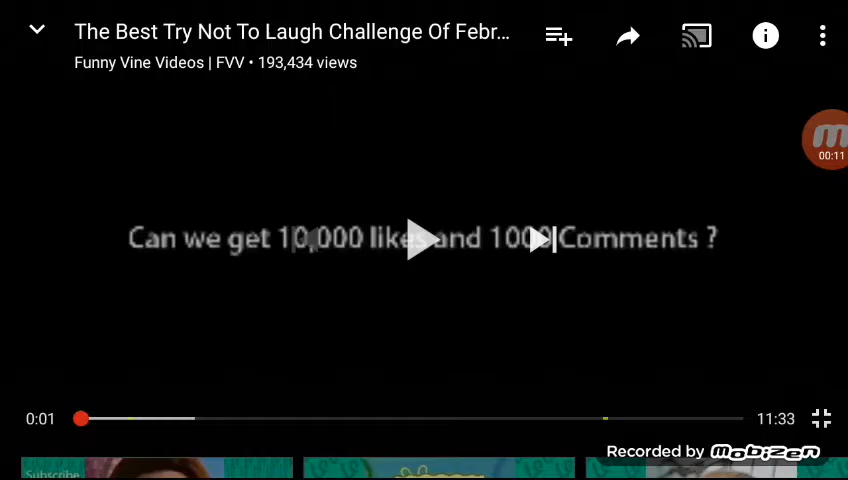 The Best Try Not To Laugh Challenge Of Febr...
Funny Vine Videos | FVV • 193,434 views
00:11
Can we get 10,000 likes and 1000 Comments ?
0:01
11:33
Recorded by mobizen
Subscribe